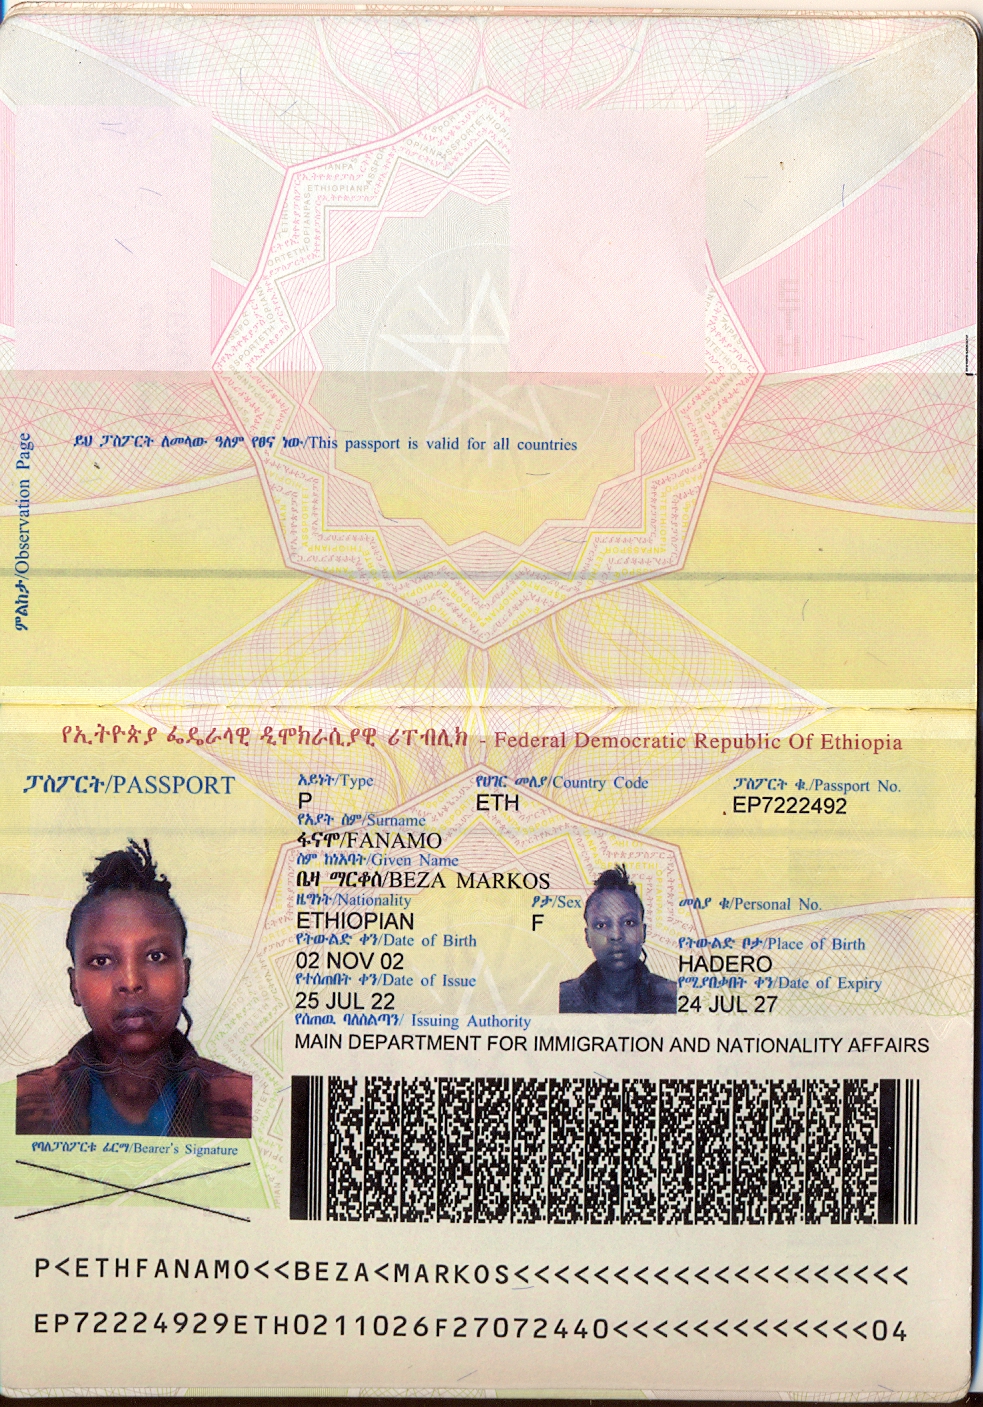 ይህ ፓስፖርት ለመላው ዓለም የፀና ነው/This passport is valid for all countries
ምልከታ/Observation Page
የኢትዮጵያ ፌዴራላዊ ዲሞክራሲያዊ ሪፐብሊክ - Federal Democratic Republic Of Ethiopia
ፓስፖርት/PASSPORT
አይነት/Type
የሀገር መለያ/Country Code
ፓስፖርት ቁ./Passport No.
P
ETH
EP7222492
የአያት ስም/Surname
ፋናሞ/FANAMO
ስም ከነአባት/Given Name
ቤዛ ማርቆስ/BEZA MARKOS
ዜግነት/Nationality
ፆታ/Sex
መለያ ቁ/Personal No.
ETHIOPIAN
F
የትውልድ ቀን/Date of Birth
የትውልድ ቦታ/Place of Birth
02 NOV 02
HADERO
የተሰጠበት ቀን/Date of Issue
የሚያበቃበት ቀን/Date of Expiry
25 JUL 22
24 JUL 27
የሰጠዉ ባለስልጣን/ Issuing Authority
MAIN DEPARTMENT FOR IMMIGRATION AND NATIONALITY AFFAIRS
የባለፓስፖርቱ ፊርማ/Bearer's Signature
P<ETHFANAMO<<BEZA<MARKOS<<<<<<<<<<<<<<<<<<<<
EP72224929ETH0211026F27072440<<<<<<<<<<<<<04